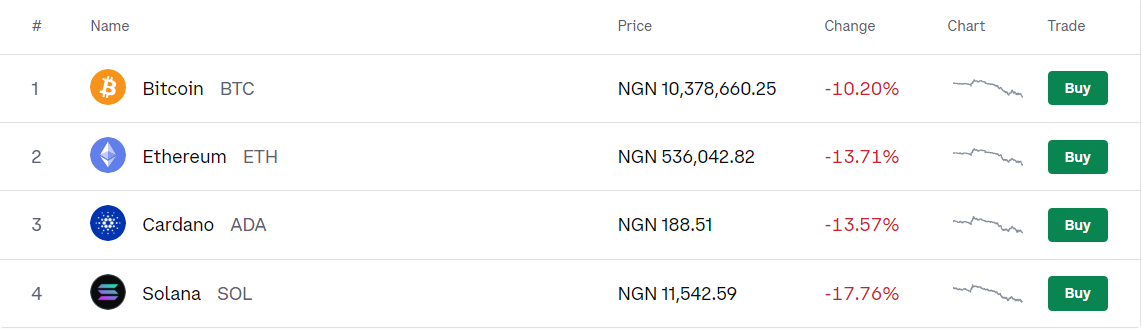 # Name Price Change Chart Trade
1 Bitcoin BTC NGN 10,378,660.25 -10.20% Buy
2 Ethereum ETH NGN 536,042.82 -13.71% Buy
3 Cardano ADA NGN 188.51 -13.57% Buy
4 Solana SOL NGN 11,542.59 -17.76% Buy